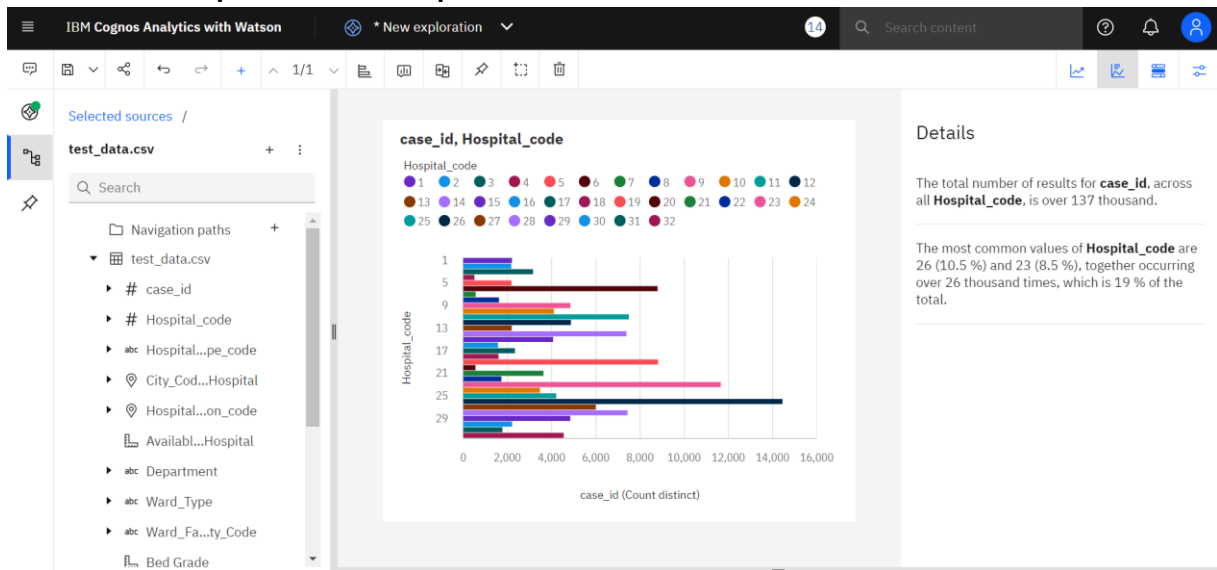 IBM Cognos Analytics with Watson
* New exploration
14
Search content
1/1
Selected sources /
test_data.csv
Search
Navigation paths
test_data.csv
case_id
Hospital_code
abc Hospital...pe_code
City_Cod...Hospital
Hospital...on_code
Availabl...Hospital
abc Department
abc Ward_Type
abc Ward_Fa...ty_Code
Bed Grade
case_id, Hospital_code
Hospital_code
1 2 3 4 5 6 7 8 9 10 11 12
13 14 15 16 17 18 19 20 21 22 23 24
25 26 27 28 29 30 31 32
Hospital_code
1
5
9
13
17
21
25
29
0 2,000 4,000 6,000 8,000 10,000 12,000 14,000 16,000
case_id (Count distinct)
Details
The total number of results for case_id, across
all Hospital_code, is over 137 thousand.
The most common values of Hospital_code are
26 (10.5 %) and 23 (8.5 %), together occurring
over 26 thousand times, which is 19 % of the
total.